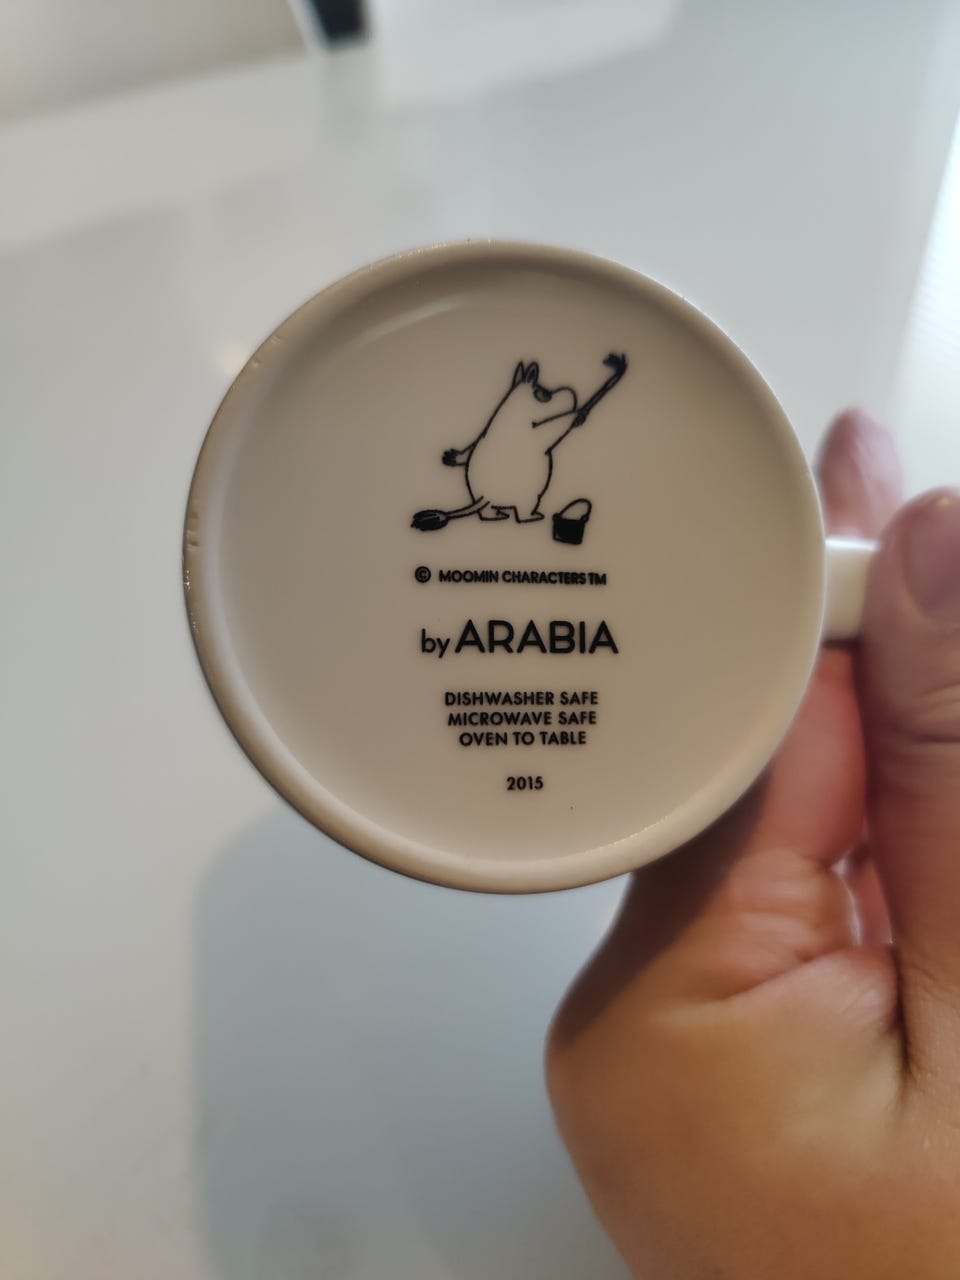 © MOOMIN CHARACTERS TM
by ARABIA
DISHWASHER SAFE
MICROWAVE SAFE
OVEN TO TABLE
2015